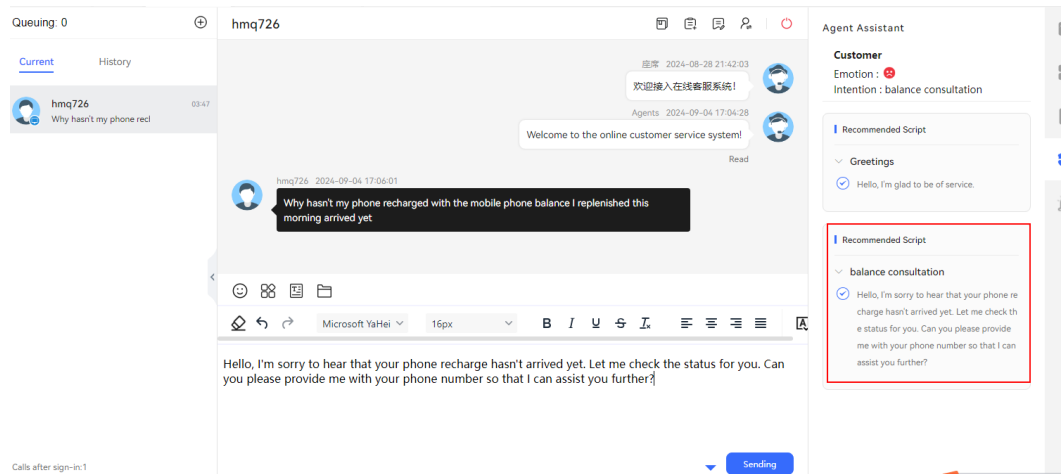 Queuing: 0
Current
History
hmq726
03:47
Why hasn't my phone recl
Calls after sign-in:1
hmq726
座席 2024-08-28 21:42:03
欢迎接入在线客服系统!
Agents 2024-09-04 17:04:28
Welcome to the online customer service system!
Read
hmq726 2024-09-04 17:06:01
Why hasn't my phone recharged with the mobile phone balance I replenished this
morning arrived yet
Microsoft YaHei
16px
B I U S I
A
Hello, I'm sorry to hear that your phone recharge hasn't arrived yet. Let me check the status for you. Can
you please provide me with your phone number so that I can assist you further?
Sending
Agent Assistant
Customer
Emotion :
Intention : balance consultation
Recommended Script
Greetings
Hello, I'm glad to be of service.
Recommended Script
balance consultation
Hello, I'm sorry to hear that your phone re
charge hasn't arrived yet. Let me check th
e status for you. Can you please provide
me with your phone number so that I can
assist you further?